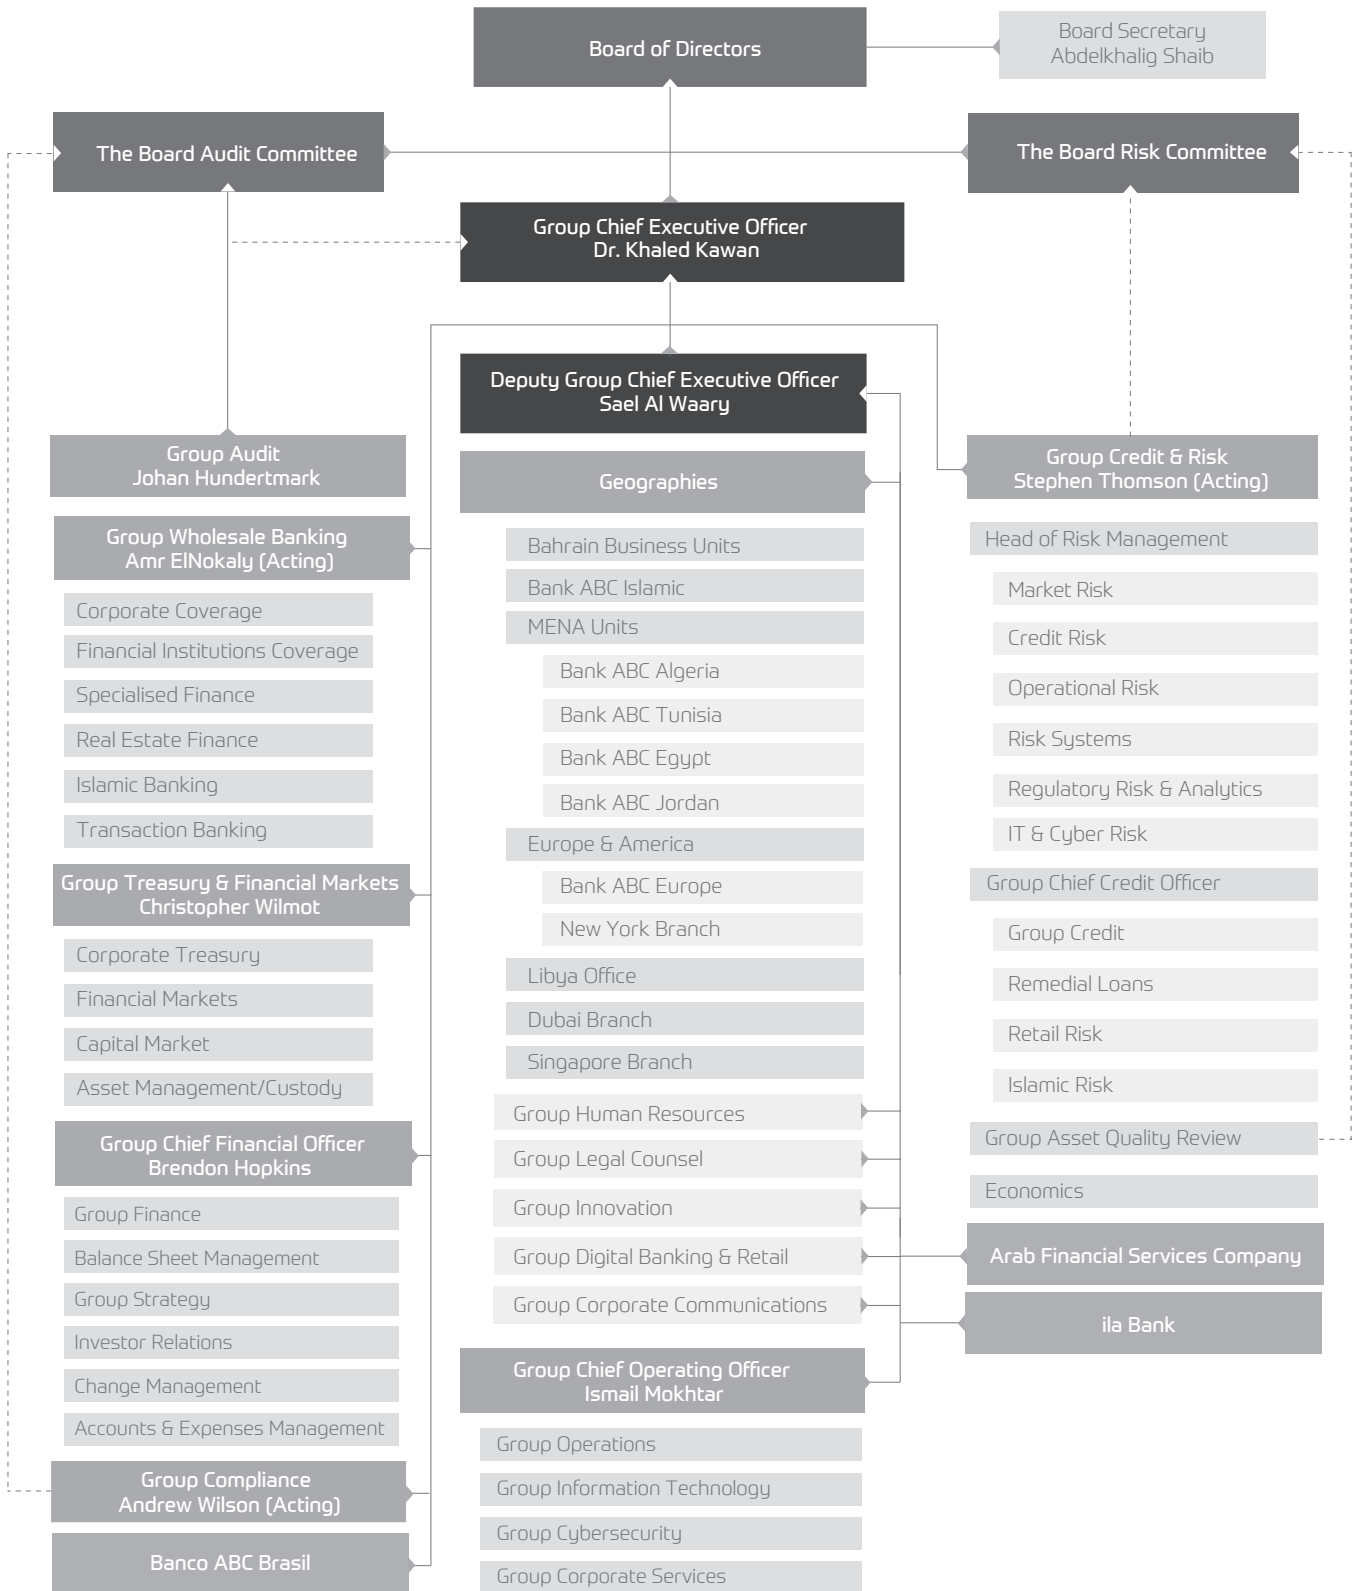 Board of Directors
Board Secretary
Abdelkhalig Shaib
The Board Audit Committee
The Board Risk Committee
Group Chief Executive Officer
Dr. Khaled Kawan
Deputy Group Chief Executive Officer
Sael Al Waary
Group Audit
Johan Hundertmark
Group Wholesale Banking
Amr ElNokaly (Acting)
Corporate Coverage
Financial Institutions Coverage
Specialised Finance
Real Estate Finance
Islamic Banking
Transaction Banking
Group Treasury & Financial Markets
Christopher Wilmot
Corporate Treasury
Financial Markets
Capital Market
Asset Management/Custody
Group Chief Financial Officer
Brendon Hopkins
Group Finance
Balance Sheet Management
Group Strategy
Investor Relations
Change Management
Accounts & Expenses Management
Group Compliance
Andrew Wilson (Acting)
Banco ABC Brasil
Geographies
Bahrain Business Units
Bank ABC Islamic
MENA Units
Bank ABC Algeria
Bank ABC Tunisia
Bank ABC Egypt
Bank ABC Jordan
Europe & America
Bank ABC Europe
New York Branch
Libya Office
Dubai Branch
Singapore Branch
Group Human Resources
Group Legal Counsel
Group Innovation
Group Digital Banking & Retail
Group Corporate Communications
Group Chief Operating Officer
Ismail Mokhtar
Group Operations
Group Information Technology
Group Cybersecurity
Group Corporate Services
Group Credit & Risk
Stephen Thomson (Acting)
Head of Risk Management
Market Risk
Credit Risk
Operational Risk
Risk Systems
Regulatory Risk & Analytics
IT & Cyber Risk
Group Chief Credit Officer
Group Credit
Remedial Loans
Retail Risk
Islamic Risk
Group Asset Quality Review
Economics
Arab Financial Services Company
ila Bank